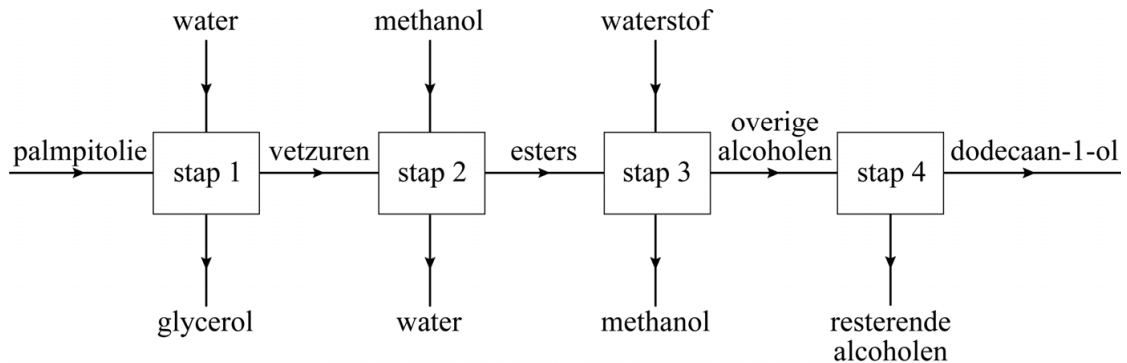 water
methanol
waterstof
palmpitolie
stap 1
vetzuren
stap 2
esters
stap 3
overige
alcoholen
stap 4
dodecaan-1-ol
glycerol
water
methanol
resterende
alcoholen